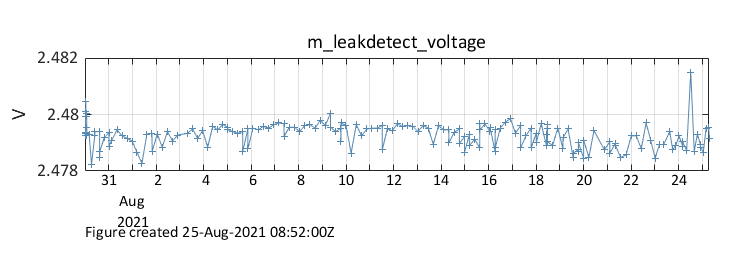 m_leakdetect_voltage
2.482
2.48
2.478
V
31 2 4 6 8 10 12 14 16 18 20 22 24
Aug
2021
Figure created 25-Aug-2021 08:52:00Z